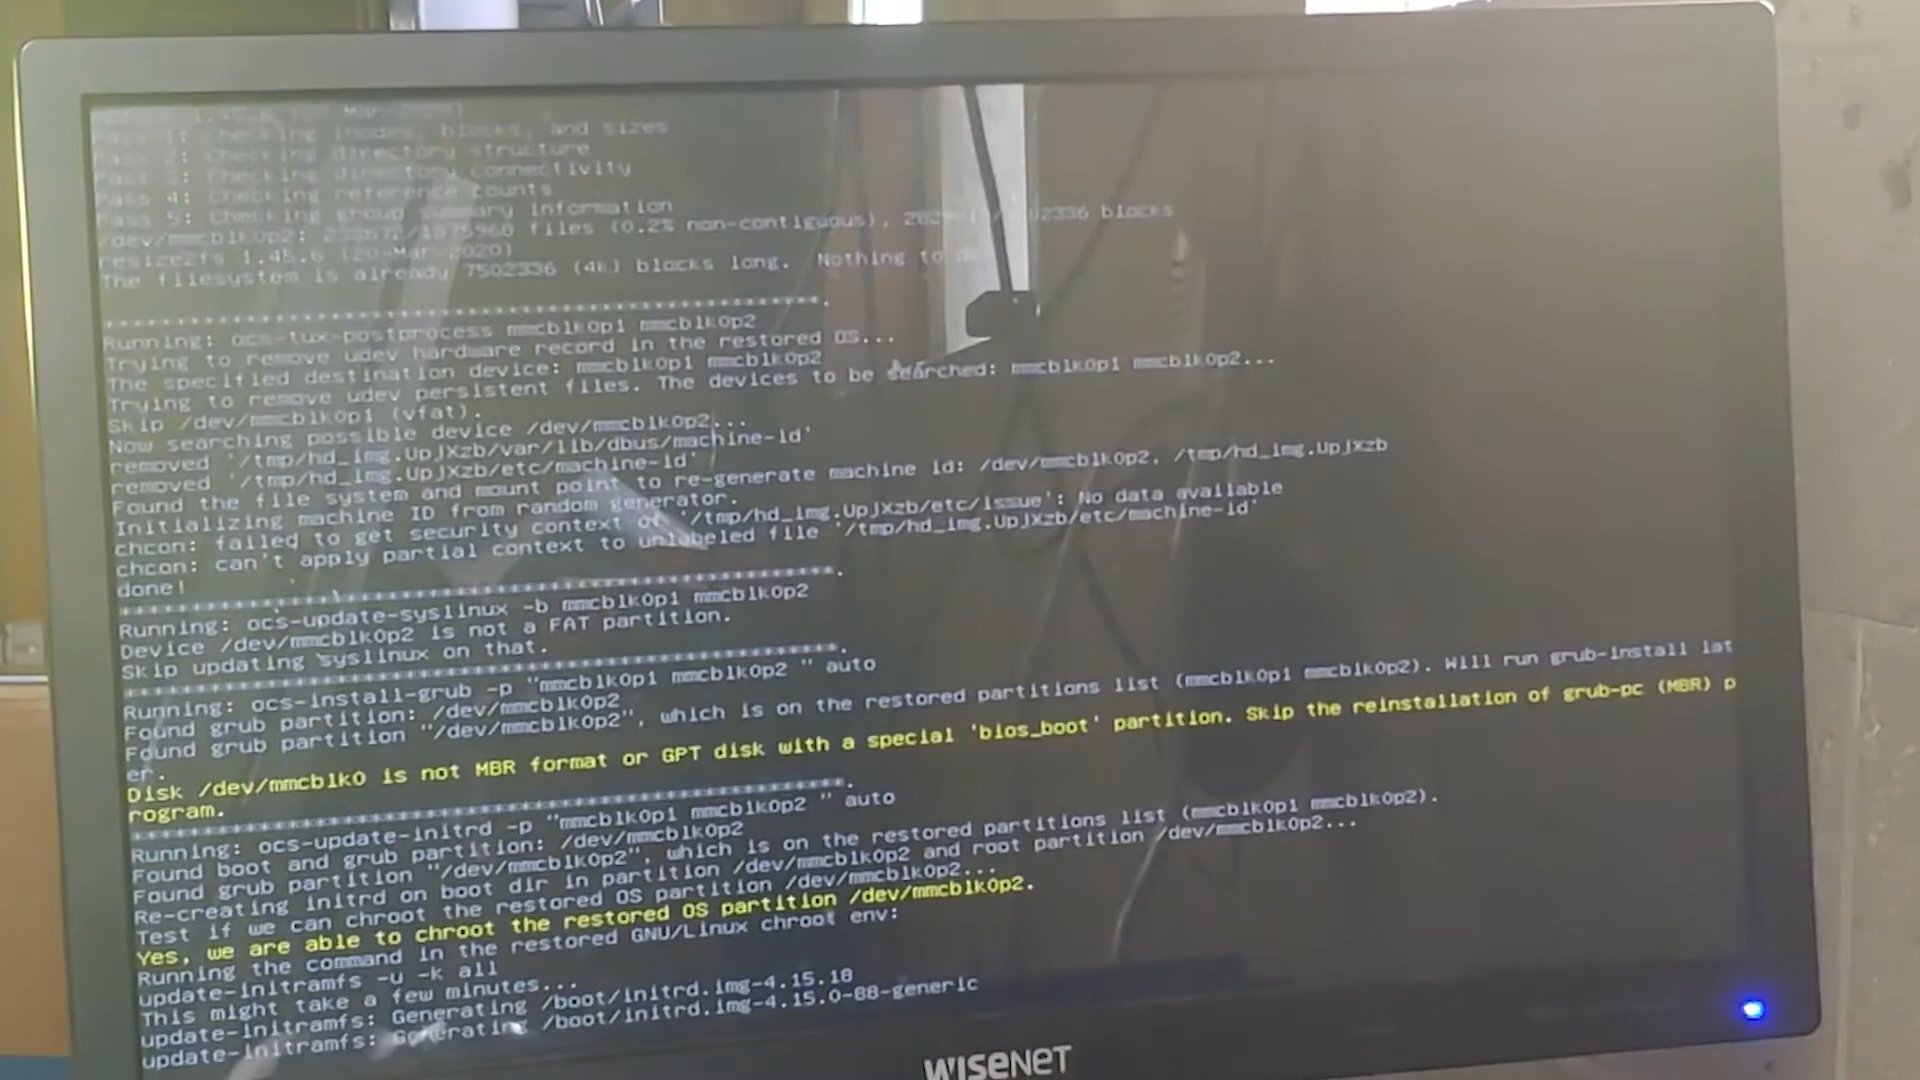 Pass 1: Checking inodes, blocks, and sizes
Pass 2: Checking directory structure
Pass 3: Checking directory connectivity
Pass 4: Checking reference counts
Pass 5: Checking group summary information
/dev/mmcblk0p2: files (0.2% non-contiguous), blocks
resize2fs 1.45.6 (20-Mar-2020)
The filesystem is already 7502336 (4k) blocks long. Nothing to
Running: ocs-tux-postprocess mmcblk0p1 mmcblk0p2
Trying to remove udev hardware record in the restored OS...
The specified destination device: mmcblk0p1 mmcblk0p2
Trying to remove udev persistent files. The devices to be searched: mmcblk0p1 mmcblk0p2...
Skip /dev/mmcblk0p1 (vfat).
Now searching possible device /dev/mmcblk0p2...
removed '/tmp/hd_img.UpjXzb/var/lib/dbus/machine-id'
removed '/tmp/hd_img.UpjXzb/etc/machine-id'
Found the file system and mount point to re-generate machine id: /dev/mmcblk0p2, /tmp/hd_img.UpjXzb
Initializing machine ID from random generator.
chcon: failed to get security context of '/tmp/hd_img.UpjXzb/etc/issue': No data available
chcon: can't apply partial context to unlabeled file '/tmp/hd_img.UpjXzb/etc/machine-id'
done!
Running: ocs-update-syslinux -b mmcblk0p1 mmcblk0p2
Device /dev/mmcblk0p2 is not a FAT partition.
Skip updating syslinux on that.
Running: ocs-install-grub -p "mmcblk0p1 mmcblk0p2 " auto
Found grub partition: /dev/mmcblk0p2
Found grub partition "/dev/mmcblk0p2", which is on the restored partitions list (mmcblk0p1 mmcblk0p2). Will run grub-install lat
er.
Disk /dev/mmcblk0 is not MBR format or GPT disk with a special 'bios_boot' partition. Skip the reinstallation of grub-pc (MBR) p
rogram.
Running: ocs-update-initrd -p "mmcblk0p1 mmcblk0p2 " auto
Found boot and grub partition: /dev/mmcblk0p2
Found grub partition "/dev/mmcblk0p2", which is on the restored partitions list (mmcblk0p1 mmcblk0p2).
Re-creating initrd on boot dir in partition /dev/mmcblk0p2 and root partition /dev/mmcblk0p2...
Test if we can chroot the restored OS partition /dev/mmcblk0p2...
Yes, we are able to chroot the restored OS partition /dev/mmcblk0p2.
Running the command in the restored GNU/Linux chroot env:
update-initramfs -u -k all
This might take a few minutes...
update-initramfs: Generating /boot/initrd.img-4.15.18
update-initramfs: Generating /boot/initrd.img-4.15.0-88-generic
WISENET